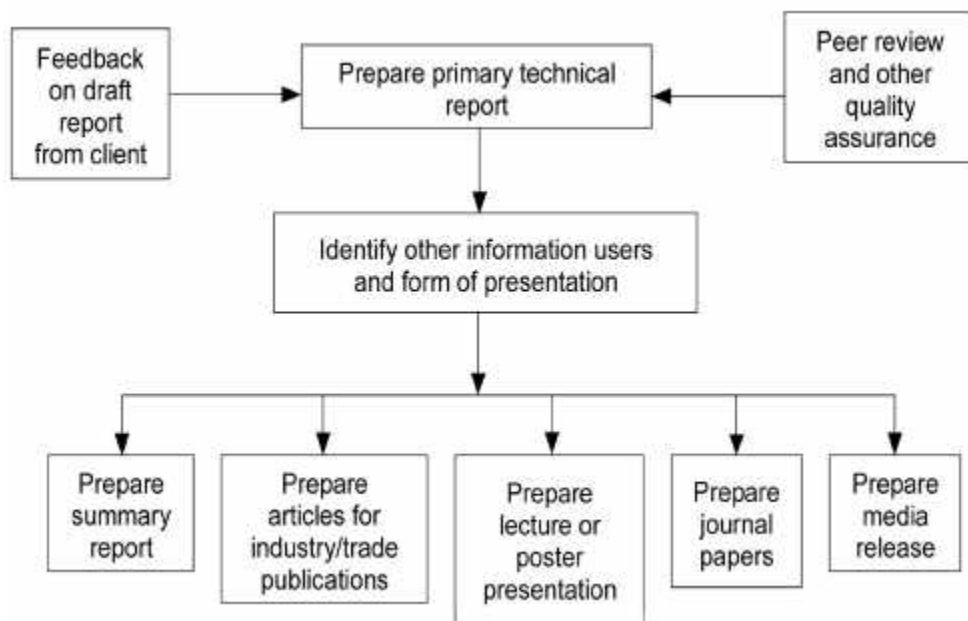 Feedback
on draft
report
from client
Prepare primary technical
report
Peer review
and other
quality
assurance
Identify other information users
and form of presentation
Prepare
summary
report
Prepare
articles for
industry/trade
publications
Prepare
lecture or
poster
presentation
Prepare
journal
papers
Prepare
media
release